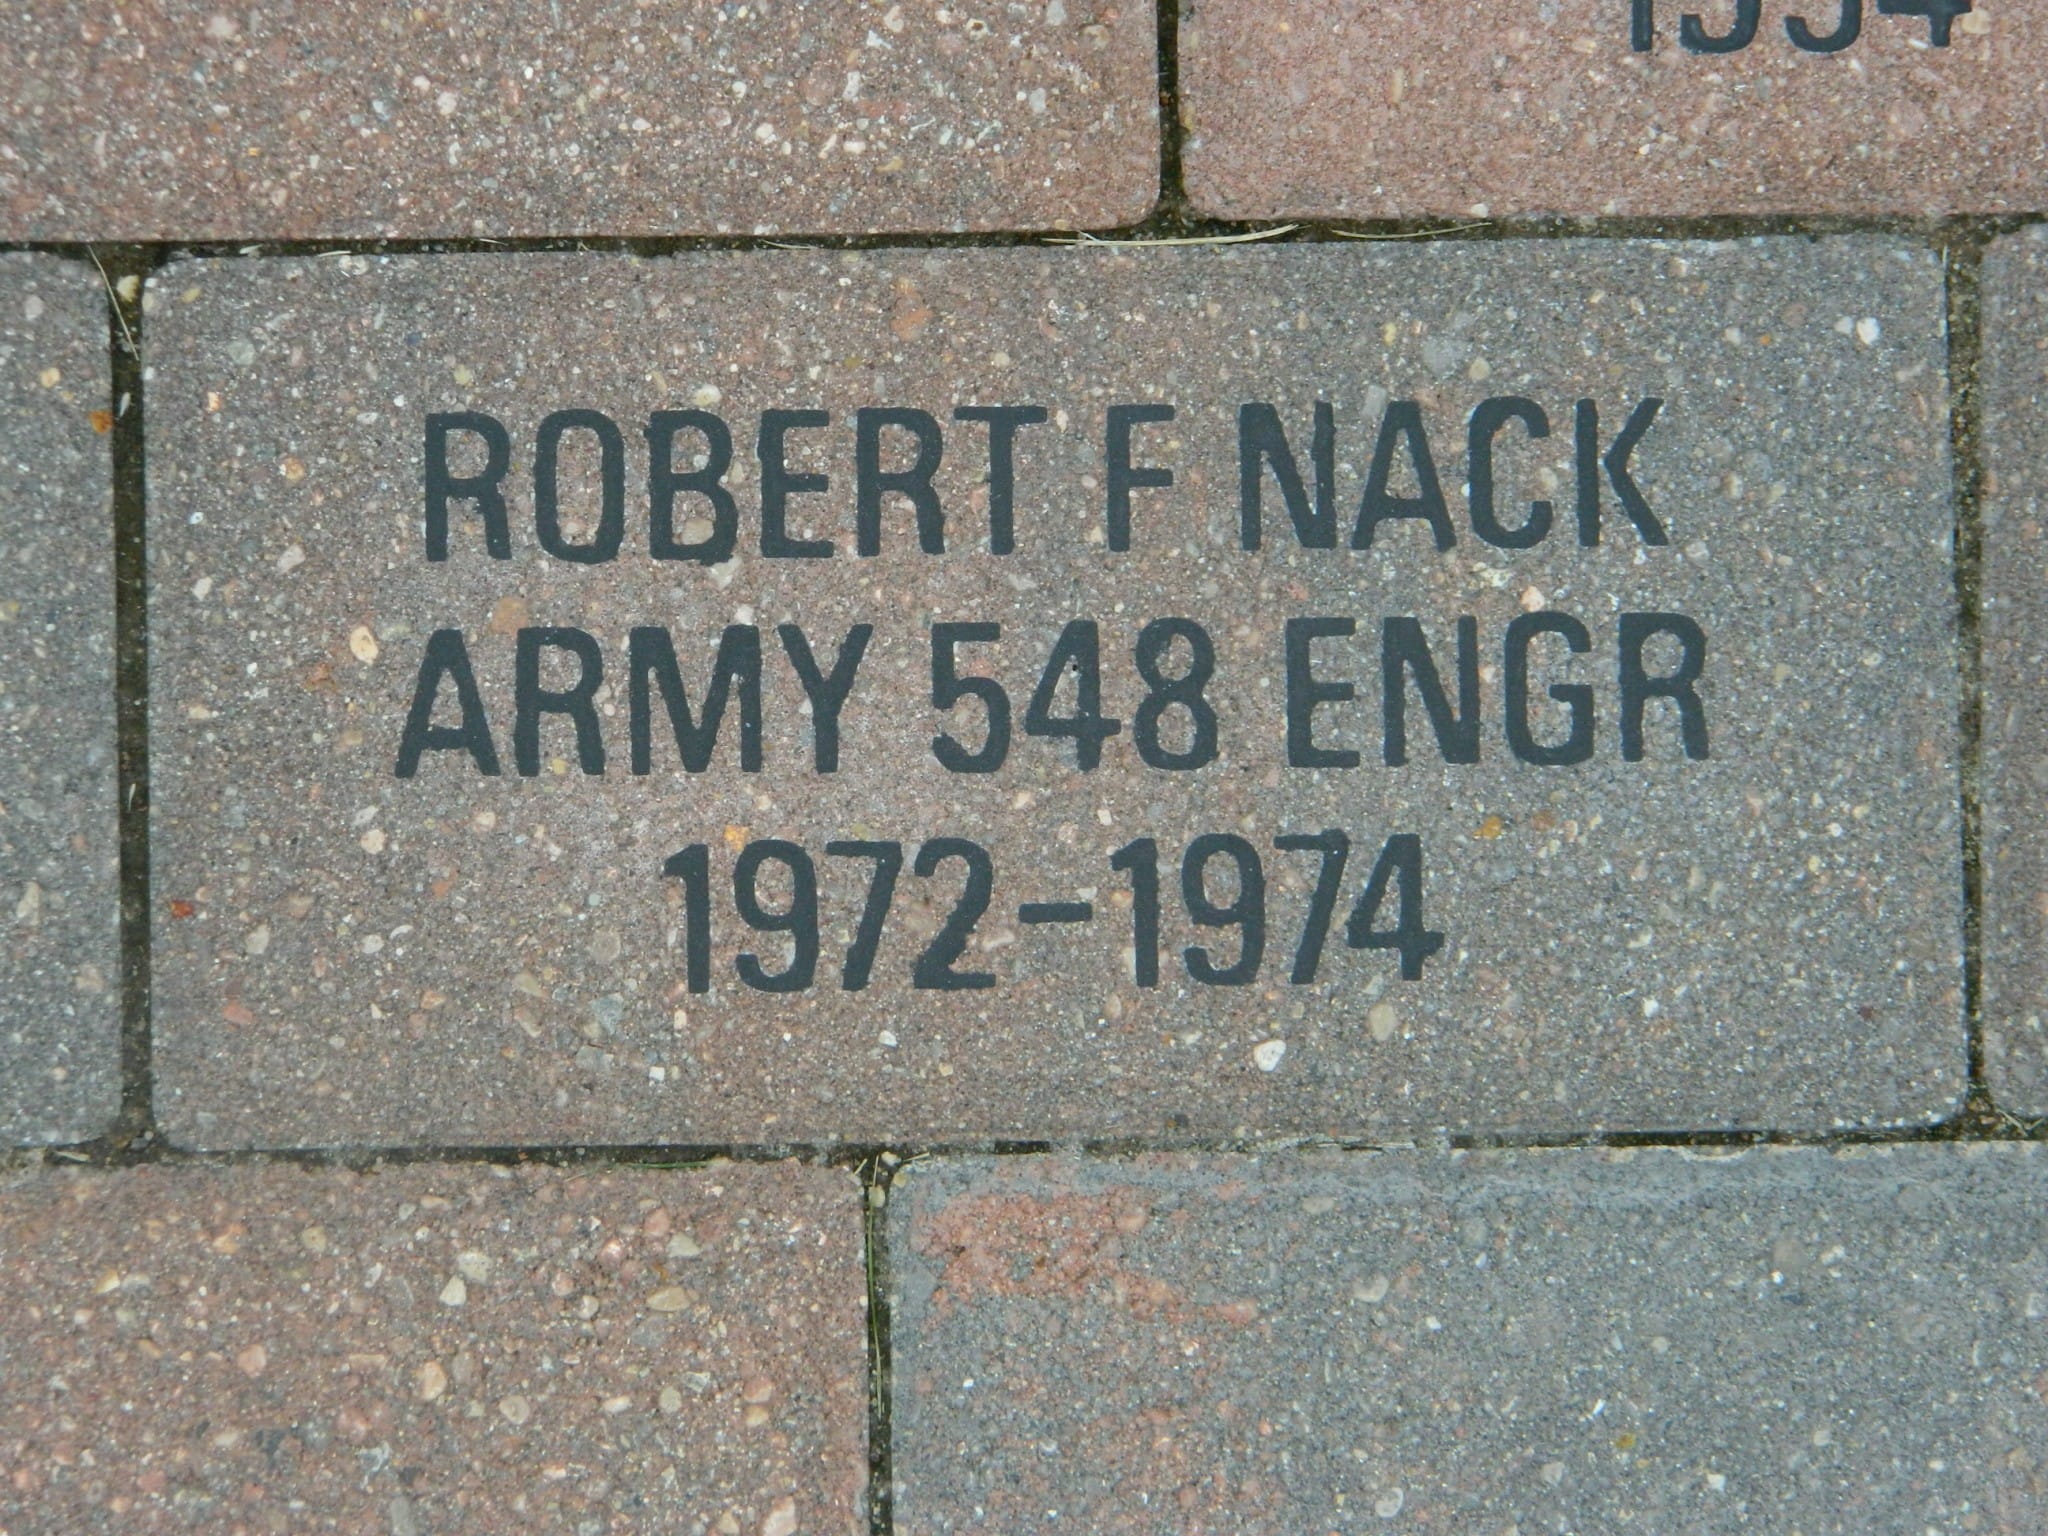 ROBERT F NACK
ARMY 548 ENGR
1972-1974